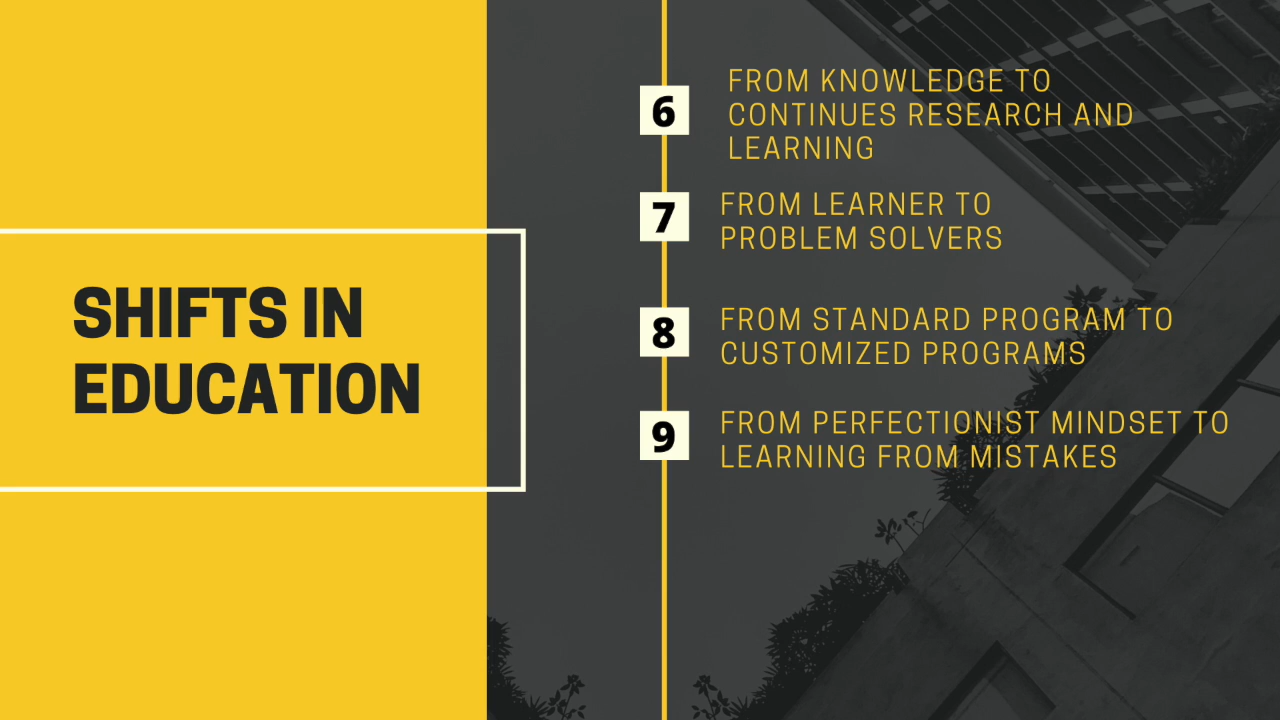 SHIFTS IN
EDUCATION
6
FROM KNOWLEDGE TO
CONTINUES RESEARCH AND
LEARNING
7
FROM LEARNER TO
PROBLEM SOLVERS
8
FROM STANDARD PROGRAM TO
CUSTOMIZED PROGRAMS
9
FROM PERFECTIONIST MINDSET TO
LEARNING FROM MISTAKES